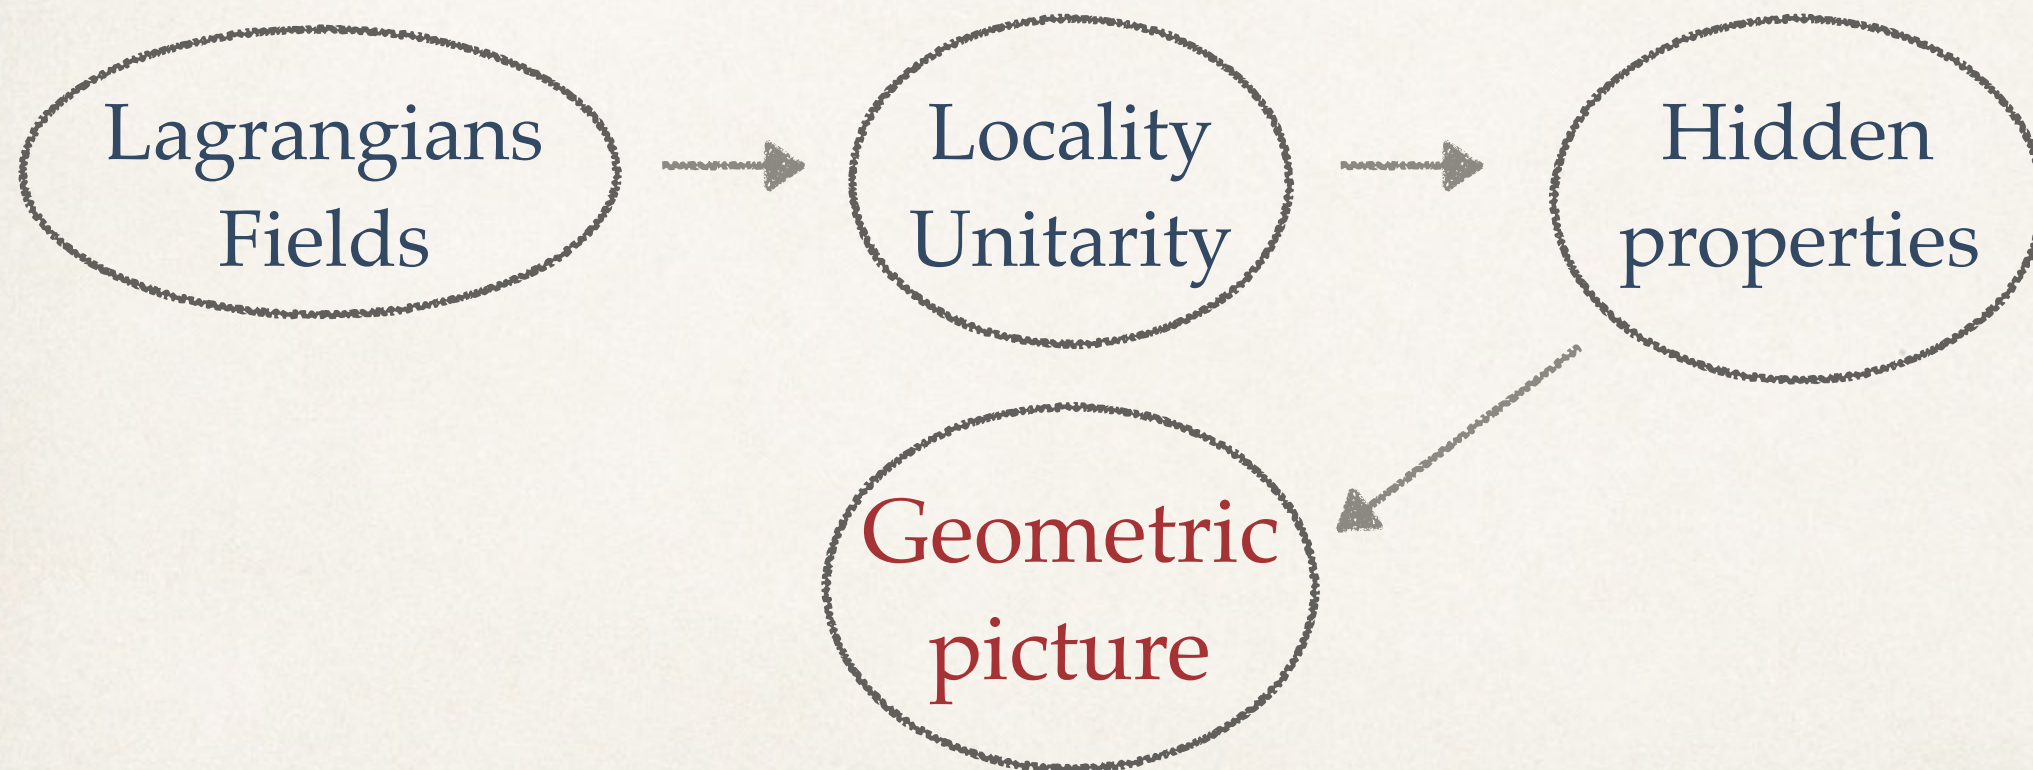 Lagrangians
Fields
Locality
Unitarity
Hidden
properties
Geometric
picture